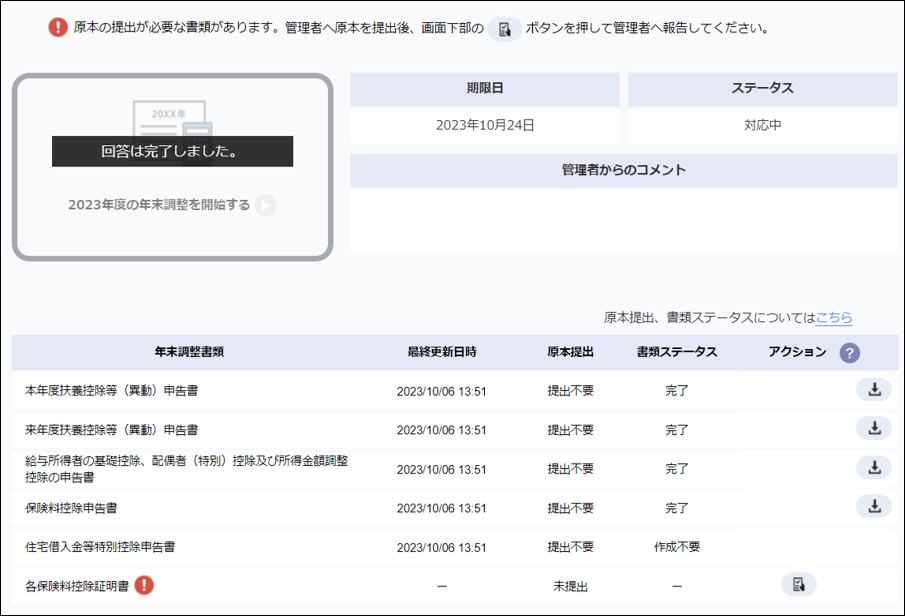 原本の提出が必要な書類があります。管理者へ原本を提出後、画面下部の ボタンを押して管理者へ報告してください。
20XX年
回答は完了しました。
2023年度の年末調整を開始する
期限日 ステータス
2023年10月24日 対応中
管理者からのコメント
原本提出、書類ステータスについてはこちら
年末調整書類 最終更新日時 原本提出 書類ステータス アクション ?
本年度扶養控除等（異動）申告書 2023/10/06 13:51 提出不要 完了
来年度扶養控除等（異動）申告書 2023/10/06 13:51 提出不要 完了
給与所得者の基礎控除、配偶者（特別）控除及び所得金額調整
控除の申告書 2023/10/06 13:51 提出不要 完了
保険料控除申告書 2023/10/06 13:51 提出不要 完了
住宅借入金等特別控除申告書 2023/10/06 13:51 提出不要 作成不要
各保険料控除証明書 ! － 未提出 －